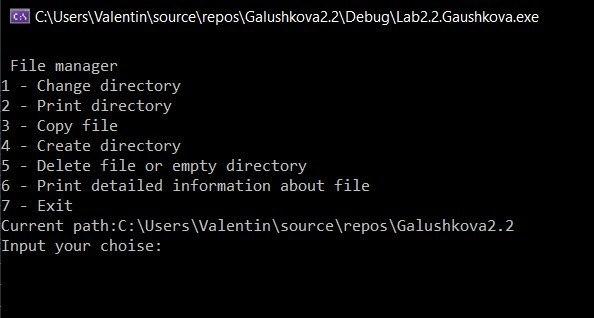 C:\Users\Valentin\source\repos\Galushkova2.2\Debug\Lab2.2.Gaushkova.exe
File manager
1 - Change directory
2 - Print directory
3 - Copy file
4 - Create directory
5 - Delete file or empty directory
6 - Print detailed information about file
7 - Exit
Current path:C:\Users\Valentin\source\repos\Galushkova2.2
Input your choise: